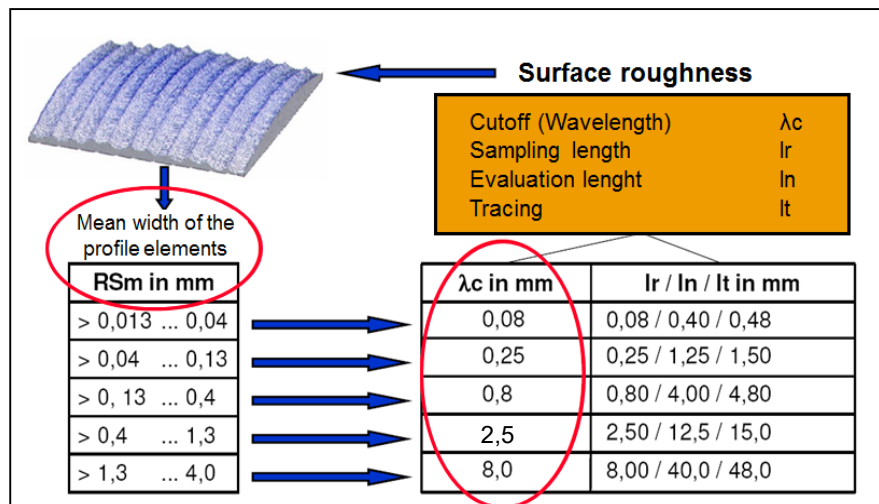 Surface roughness
Cutoff (Wavelength) λc
Sampling length lr
Evaluation lenght ln
Tracing lt
Mean width of the
profile elements
RSm in mm λc in mm lr / ln / lt in mm
> 0,013 ... 0,04 0,08 0,08 / 0,40 / 0,48
> 0,04 ... 0,13 0,25 0,25 / 1,25 / 1,50
> 0, 13 ... 0,4 0,8 0,80 / 4,00 / 4,80
> 0,4 ... 1,3 2,5 2,50 / 12,5 / 15,0
> 1,3 ... 4,0 8,0 8,00 / 40,0 / 48,0